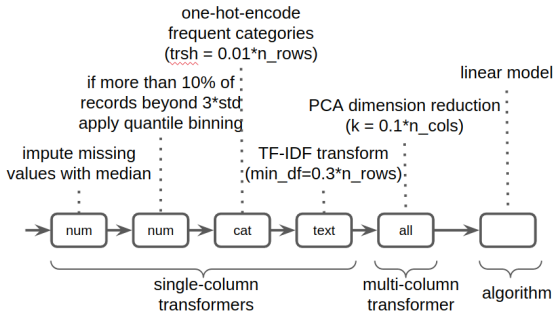 one-hot-encode
frequent categories
(trsh = 0.01*n_rows)
if more than 10% of
records beyond 3*std
apply quantile binning
impute missing
values with median
TF-IDF transform
(min_df=0.3*n_rows)
PCA dimension reduction
(k = 0.1*n_cols)
linear model
num
num
cat
text
all
single-column
transformers
multi-column
transformer
algorithm